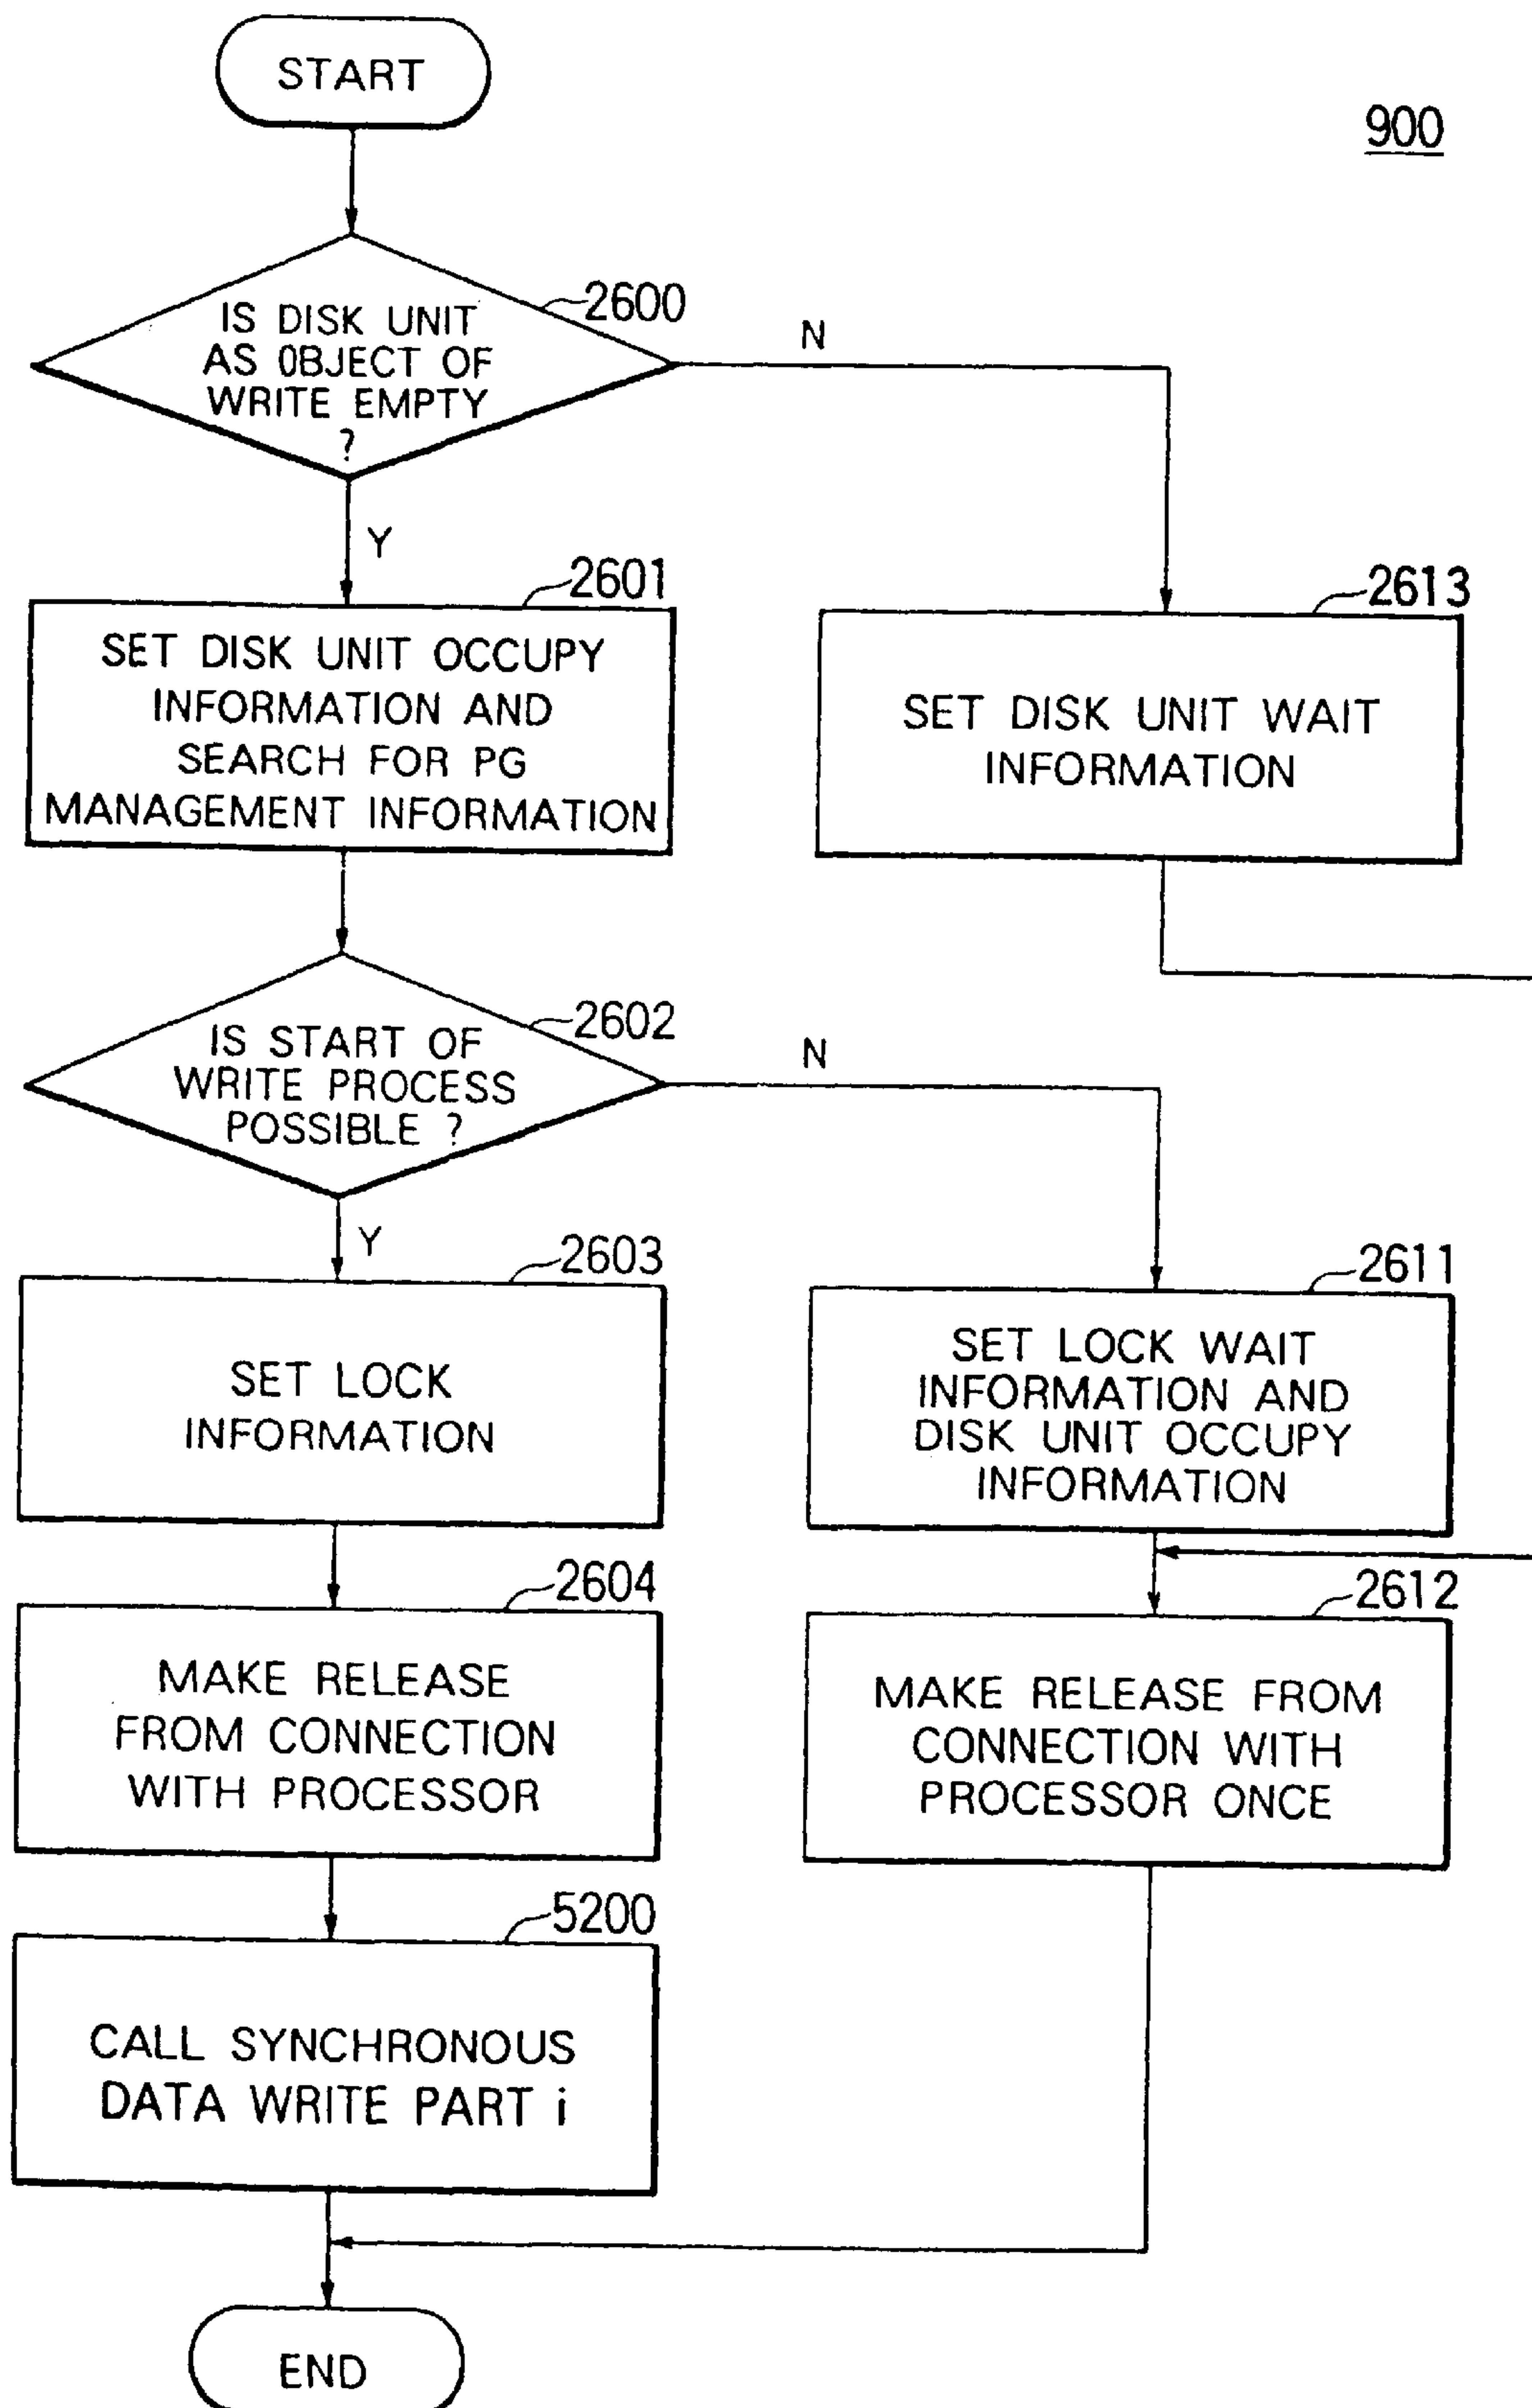 START
900
IS DISK UNIT
AS OBJECT OF
WRITE EMPTY
?
2600
N
Y
2601
SET DISK UNIT OCCUPY
INFORMATION AND
SEARCH FOR PG
MANAGEMENT INFORMATION
2613
SET DISK UNIT WAIT
INFORMATION
IS START OF
WRITE PROCESS
POSSIBLE ?
2602
N
Y
2603
SET LOCK
INFORMATION
2611
SET LOCK WAIT
INFORMATION AND
DISK UNIT OCCUPY
INFORMATION
2604
MAKE RELEASE
FROM CONNECTION
WITH PROCESSOR
2612
MAKE RELEASE FROM
CONNECTION WITH
PROCESSOR ONCE
5200
CALL SYNCHRONOUS
DATA WRITE PART i
END